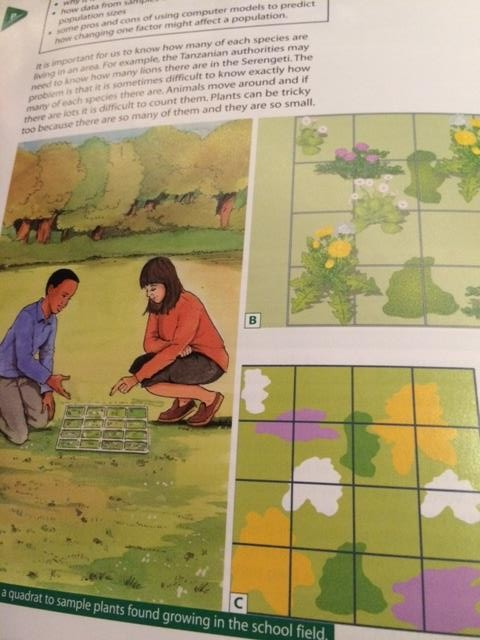 • how data from samples
population sizes
• some pros and cons of using computer models to predict
how changing one factor might affect a population.
It is important for us to know how many of each species are
living in an area. For example, the Tanzanian authorities may
need to know how many lions there are in the Serengeti. The
problem is that it is sometimes difficult to know exactly how
many of each species there are. Animals move around and if
there are lots it is difficult to count them. Plants can be tricky
too because there are so many of them and they are so small.
B
C
a quadrat to sample plants found growing in the school field.